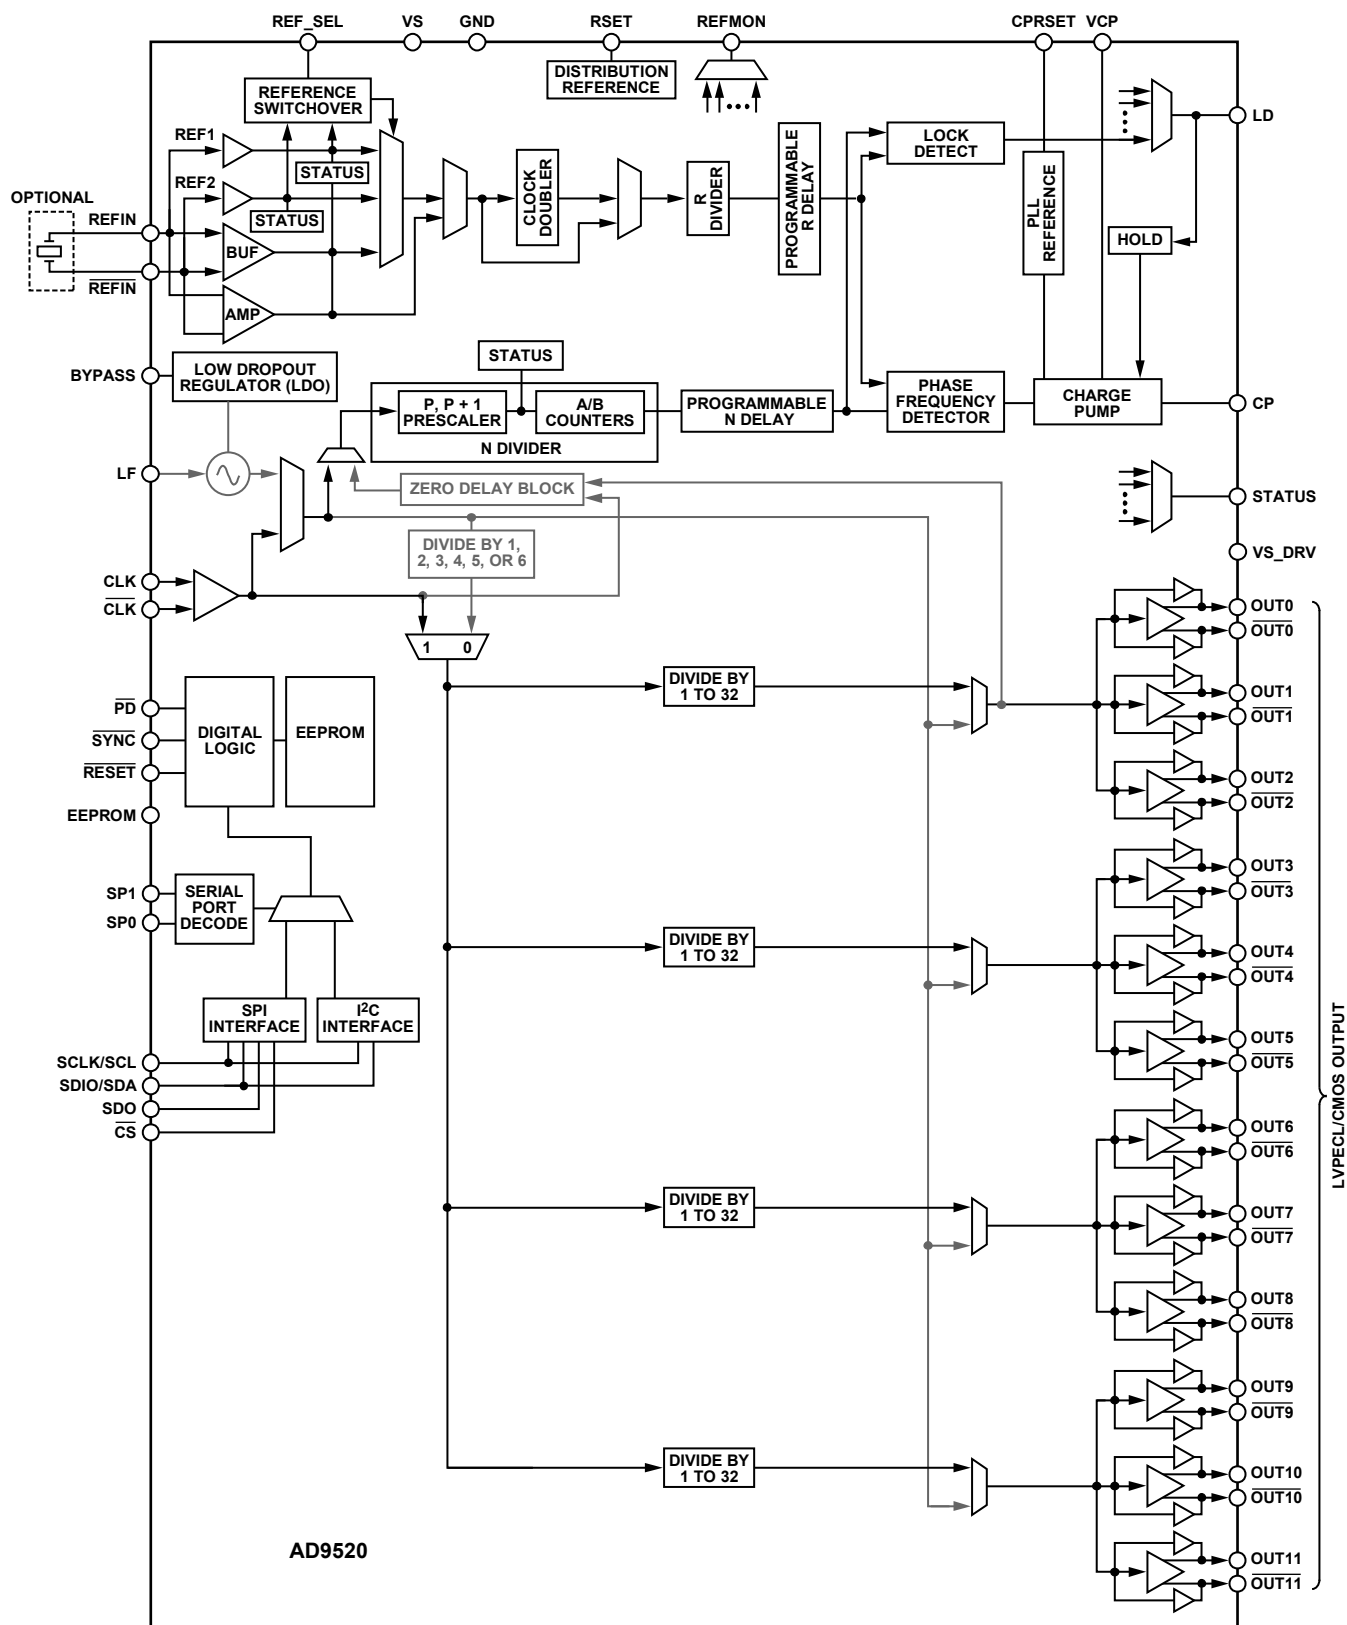 REF_SEL
VS
GND
RSET
REFMON
CPRSET
VCP
REFERENCE
SWITCHOVER
DISTRIBUTION
REFERENCE
REF1
STATUS
REF2
STATUS
OPTIONAL
REFIN
BUF
REFIN
AMP
CLOCK
DOUBLER
R
DIVIDER
PROGRAMMABLE
R DELAY
LOCK
DETECT
PLL
REFERENCE
LD
HOLD
BYPASS
LOW DROPOUT
REGULATOR (LDO)
STATUS
P, P + 1
PRESCALER
A/B
COUNTERS
N DIVIDER
PROGRAMMABLE
N DELAY
PHASE
FREQUENCY
DETECTOR
CHARGE
PUMP
CP
LF
ZERO DELAY BLOCK
STATUS
DIVIDE BY 1,
2, 3, 4, 5, OR 6
VS_DRV
CLK
CLK
1 0
OUT0
OUT0
DIVIDE BY
1 TO 32
OUT1
OUT1
OUT2
OUT2
PD
SYNC
RESET
EEPROM
DIGITAL
LOGIC
EEPROM
SP1
SP0
SERIAL
PORT
DECODE
OUT3
OUT3
DIVIDE BY
1 TO 32
OUT4
OUT4
OUT5
OUT5
SPI
INTERFACE
I2C
INTERFACE
SCLK/SCL
SDIO/SDA
SDO
CS
LVPECL/CMOS OUTPUT
OUT6
OUT6
DIVIDE BY
1 TO 32
OUT7
OUT7
OUT8
OUT8
OUT9
OUT9
DIVIDE BY
1 TO 32
OUT10
OUT10
OUT11
OUT11
AD9520